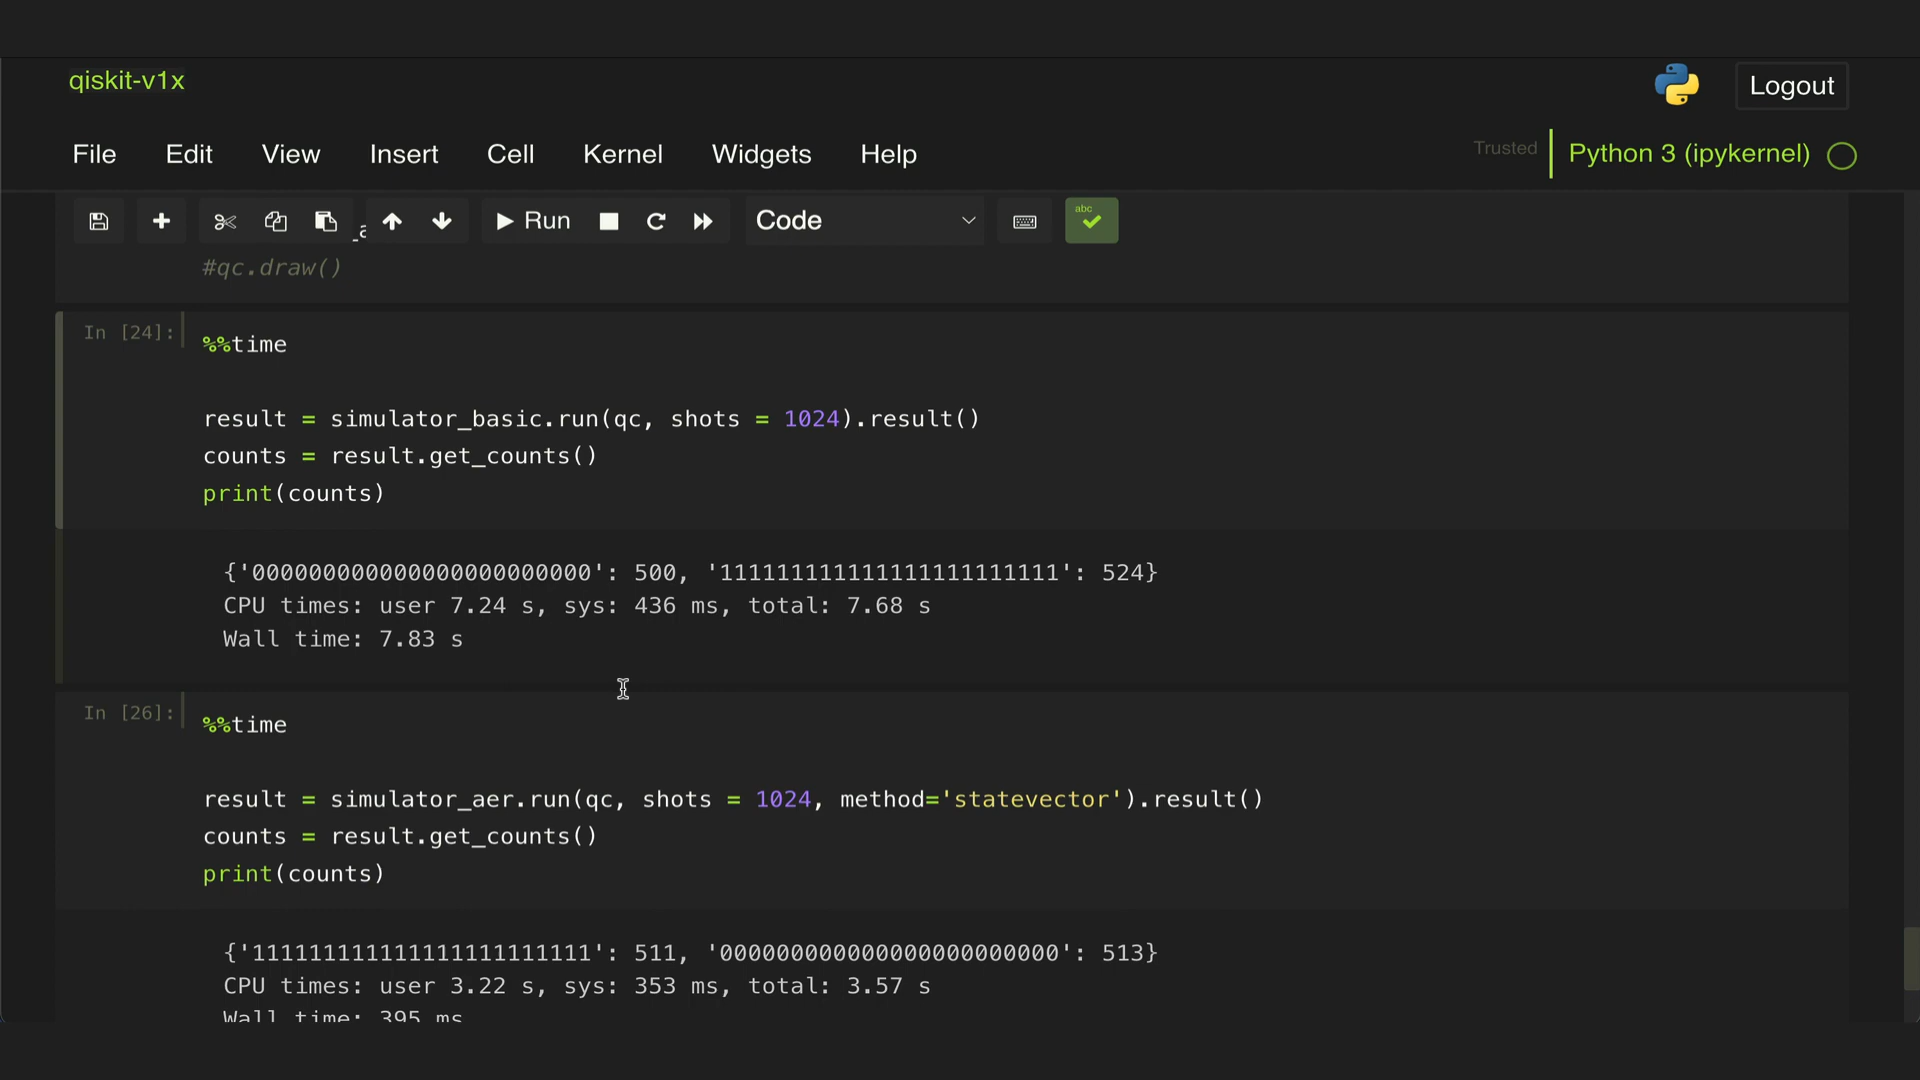 qiskit-v1x
Logout
File Edit View Insert Cell Kernel Widgets Help
Trusted
Python 3 (ipykernel)
Run
Code
abc
#qc.draw()
In [24]:
%%time
result = simulator_basic.run(qc, shots = 1024).result()
counts = result.get_counts()
print(counts)
{'000000000000000000000000': 500, '111111111111111111111111': 524}
CPU times: user 7.24 s, sys: 436 ms, total: 7.68 s
Wall time: 7.83 s
In [26]:
%%time
result = simulator_aer.run(qc, shots = 1024, method='statevector').result()
counts = result.get_counts()
print(counts)
{'111111111111111111111111': 511, '000000000000000000000000': 513}
CPU times: user 3.22 s, sys: 353 ms, total: 3.57 s
Wall time: 395 ms